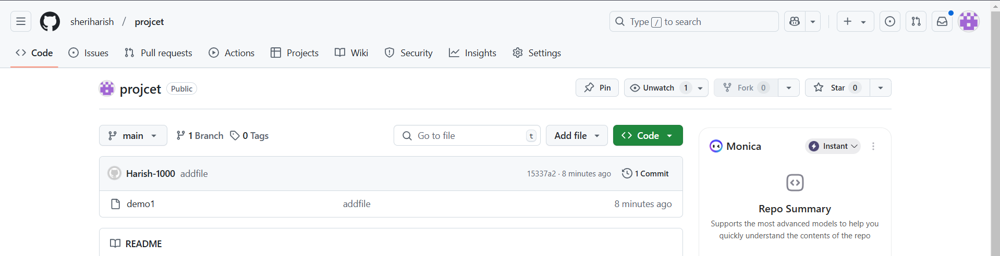 sheriharish / projcet
Type / to search
Code Issues Pull requests Actions Projects Wiki Security Insights Settings
projcet Public
Pin Unwatch 1 Fork 0 Star 0
main 1 Branch 0 Tags
Go to file t Add file Code
Harish-1000 addfile 15337a2 · 8 minutes ago 1 Commit
demo1 addfile 8 minutes ago
README
Monica Instant
Repo Summary
Supports the most advanced models to help you
quickly understand the contents of the repo